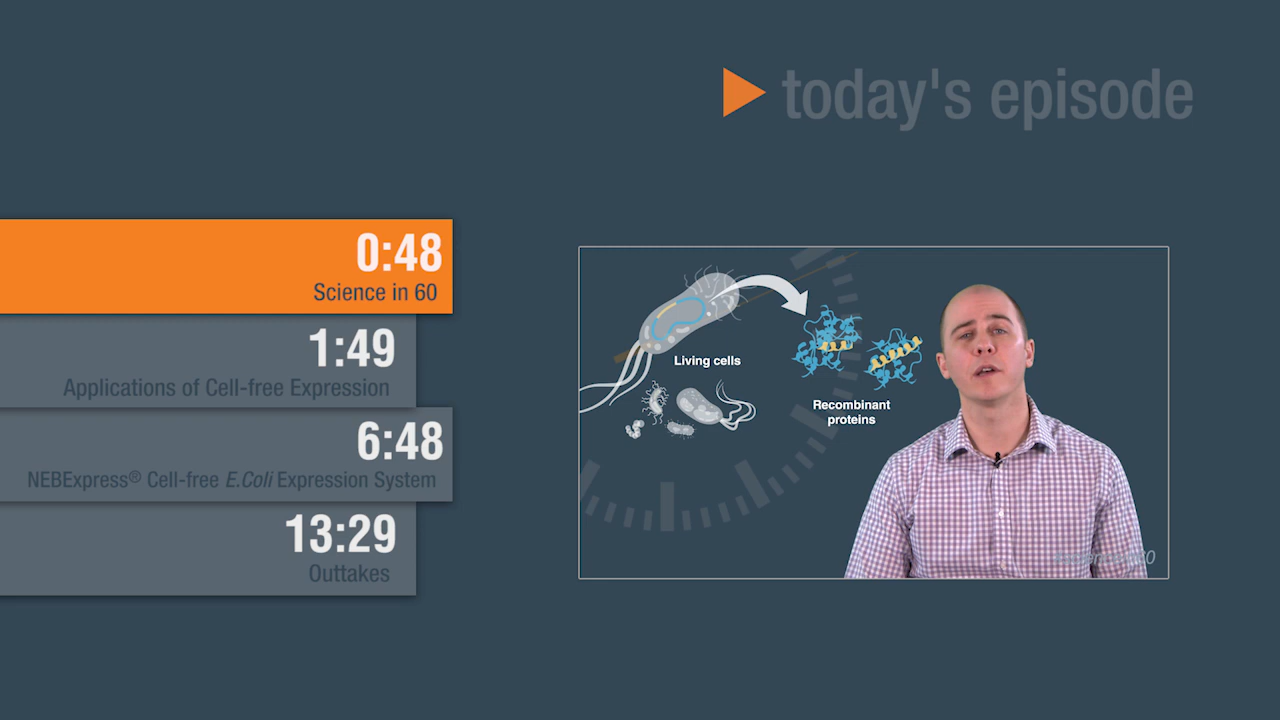 today's episode
0:48
Science in 60
1:49
Applications of Cell-free Expression
6:48
NEBExpress® Cell-free E.Coli Expression System
13:29
Outtakes
Living cells
Recombinant
proteins